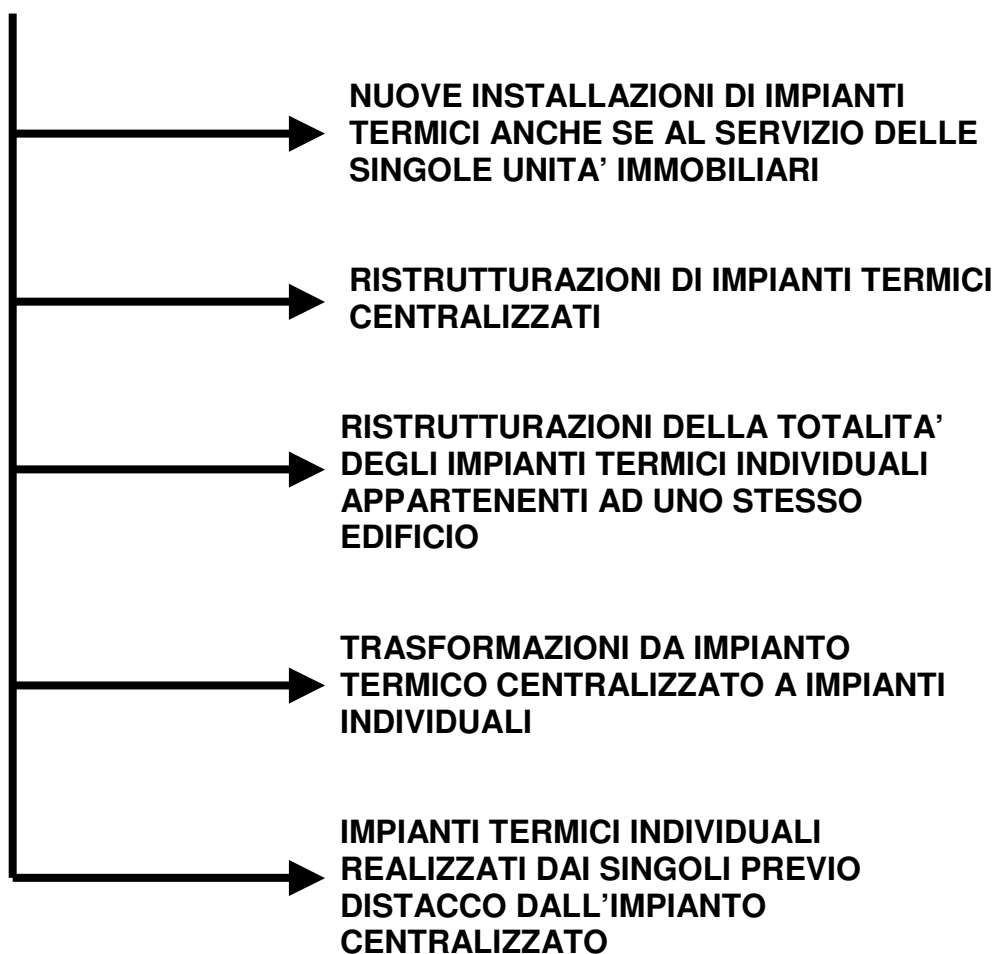 NUOVE INSTALLAZIONI DI IMPIANTI
TERMICI ANCHE SE AL SERVIZIO DELLE
SINGOLE UNITA’ IMMOBILIARI
RISTRUTTURAZIONI DI IMPIANTI TERMICI
CENTRALIZZATI
RISTRUTTURAZIONI DELLA TOTALITA’
DEGLI IMPIANTI TERMICI INDIVIDUALI
APPARTENENTI AD UNO STESSO
EDIFICIO
TRASFORMAZIONI DA IMPIANTO
TERMICO CENTRALIZZATO A IMPIANTI
INDIVIDUALI
IMPIANTI TERMICI INDIVIDUALI
REALIZZATI DAI SINGOLI PREVIO
DISTACCO DALL’IMPIANTO
CENTRALIZZATO